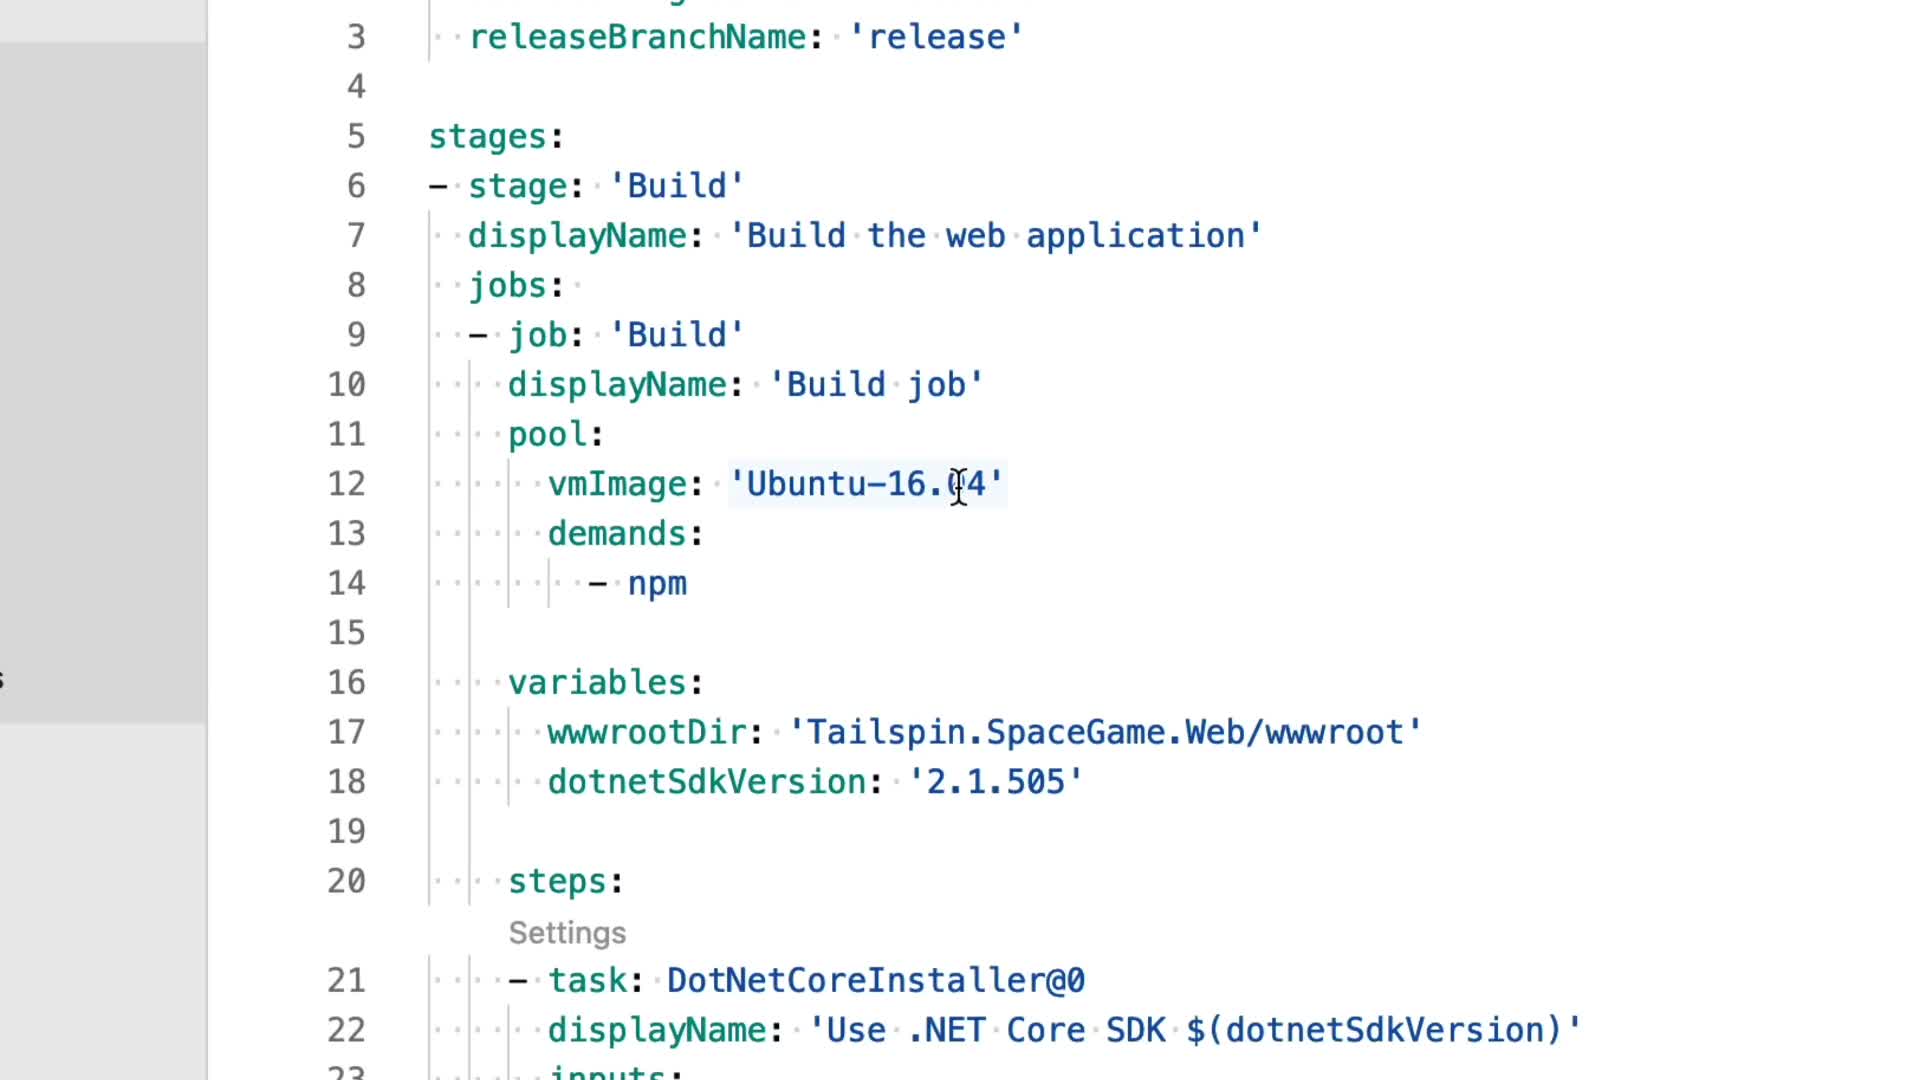 3 releaseBranchName: 'release'
4
5 stages:
6 - stage: 'Build'
7 displayName: 'Build the web application'
8 jobs:
9 - job: 'Build'
10 displayName: 'Build job'
11 pool:
12 vmImage: 'Ubuntu-16.04'
13 demands:
14 - npm
15
16 variables:
17 wwwrootDir: 'Tailspin.SpaceGame.Web/wwwroot'
18 dotnetSdkVersion: '2.1.505'
19
20 steps:
Settings
21 - task: DotNetCoreInstaller@0
22 displayName: 'Use .NET Core SDK $(dotnetSdkVersion)'
23 inputs: